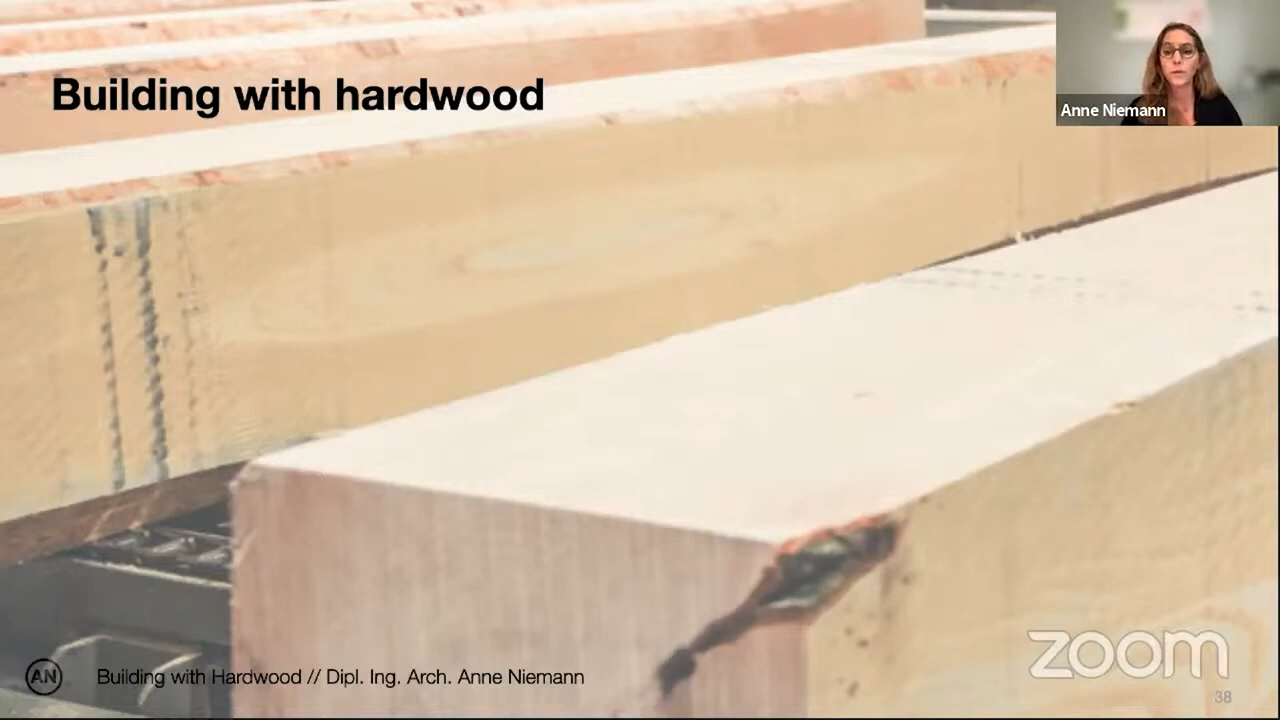 Building with hardwood
Anne Niemann
AN
Building with Hardwood // Dipl. Ing. Arch. Anne Niemann
zoom
38